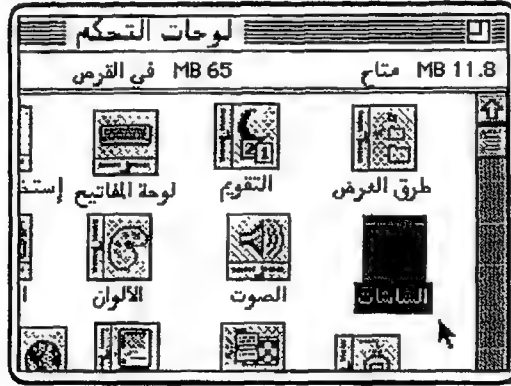 لوحات التحكم
11.8 MB متاح 65 MB في القرص
طرق العرض التقويم لوحة المفاتيح
الشاشات الصوت الألوان